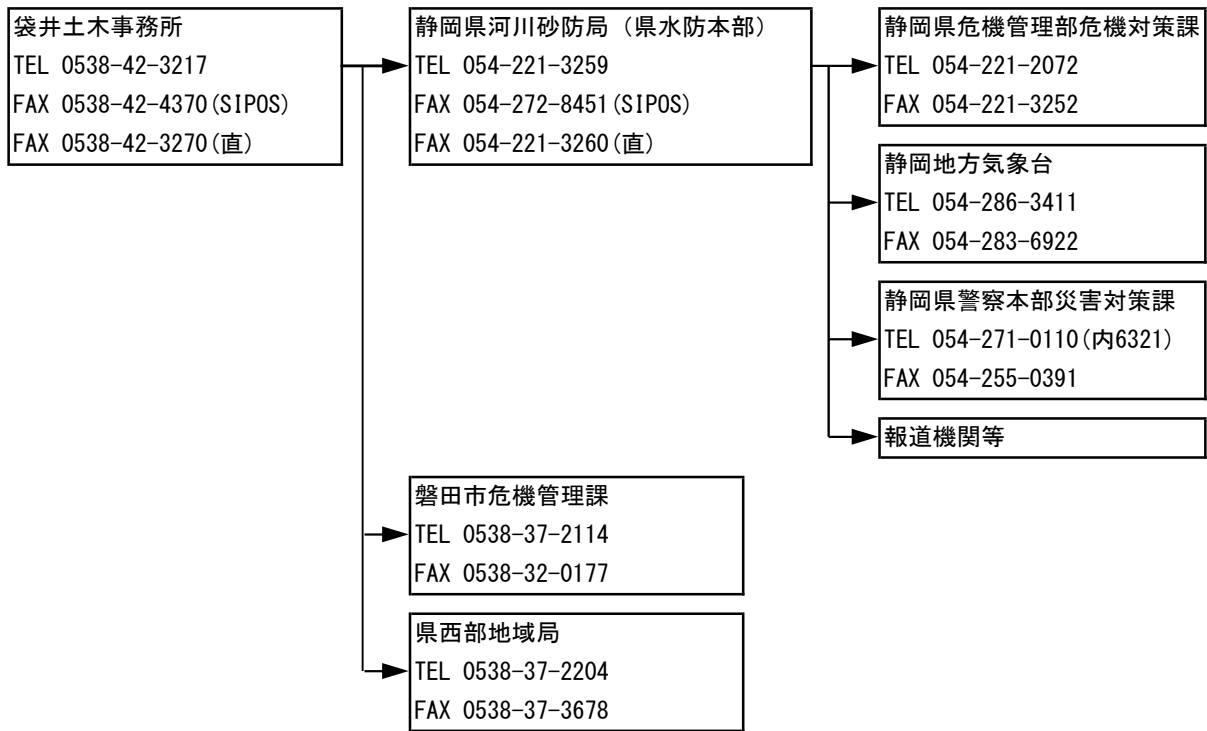 袋井土木事務所
TEL 0538-42-3217
FAX 0538-42-4370(SIPOS)
FAX 0538-42-3270(直)
静岡県河川砂防局（県水防本部）
TEL 054-221-3259
FAX 054-272-8451(SIPOS)
FAX 054-221-3260(直)
静岡県危機管理部危機対策課
TEL 054-221-2072
FAX 054-221-3252
静岡地方気象台
TEL 054-286-3411
FAX 054-283-6922
静岡県警察本部災害対策課
TEL 054-271-0110(内6321)
FAX 054-255-0391
報道機関等
磐田市危機管理課
TEL 0538-37-2114
FAX 0538-32-0177
県西部地域局
TEL 0538-37-2204
FAX 0538-37-3678